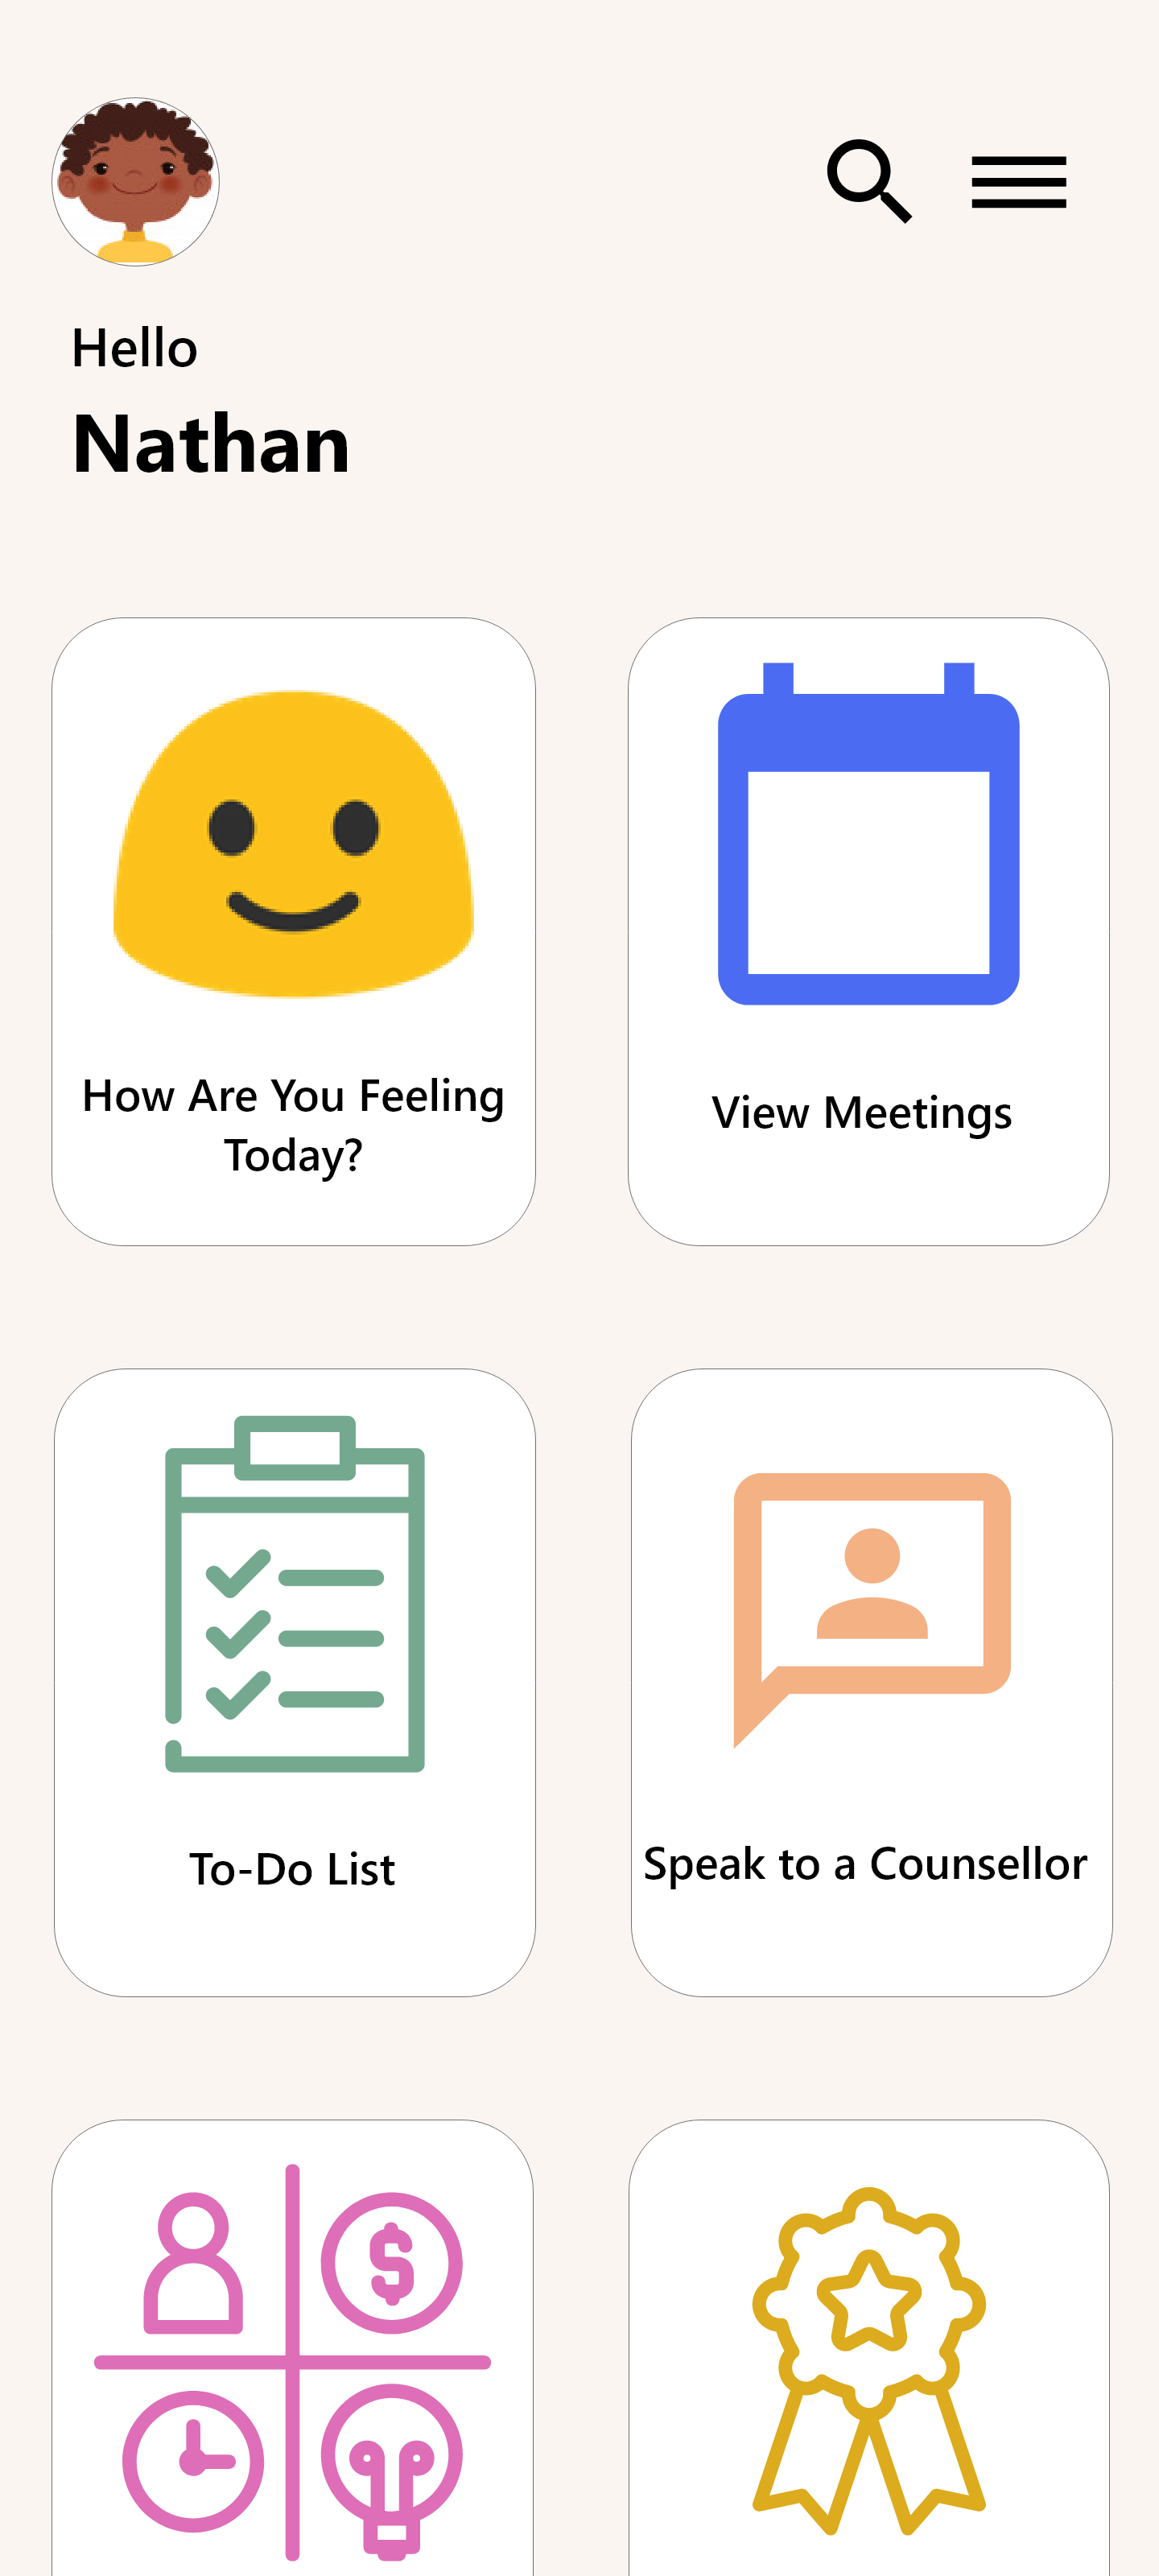 Hello
Nathan
How Are You Feeling
Today?
View Meetings
To-Do List
Speak to a Counsellor